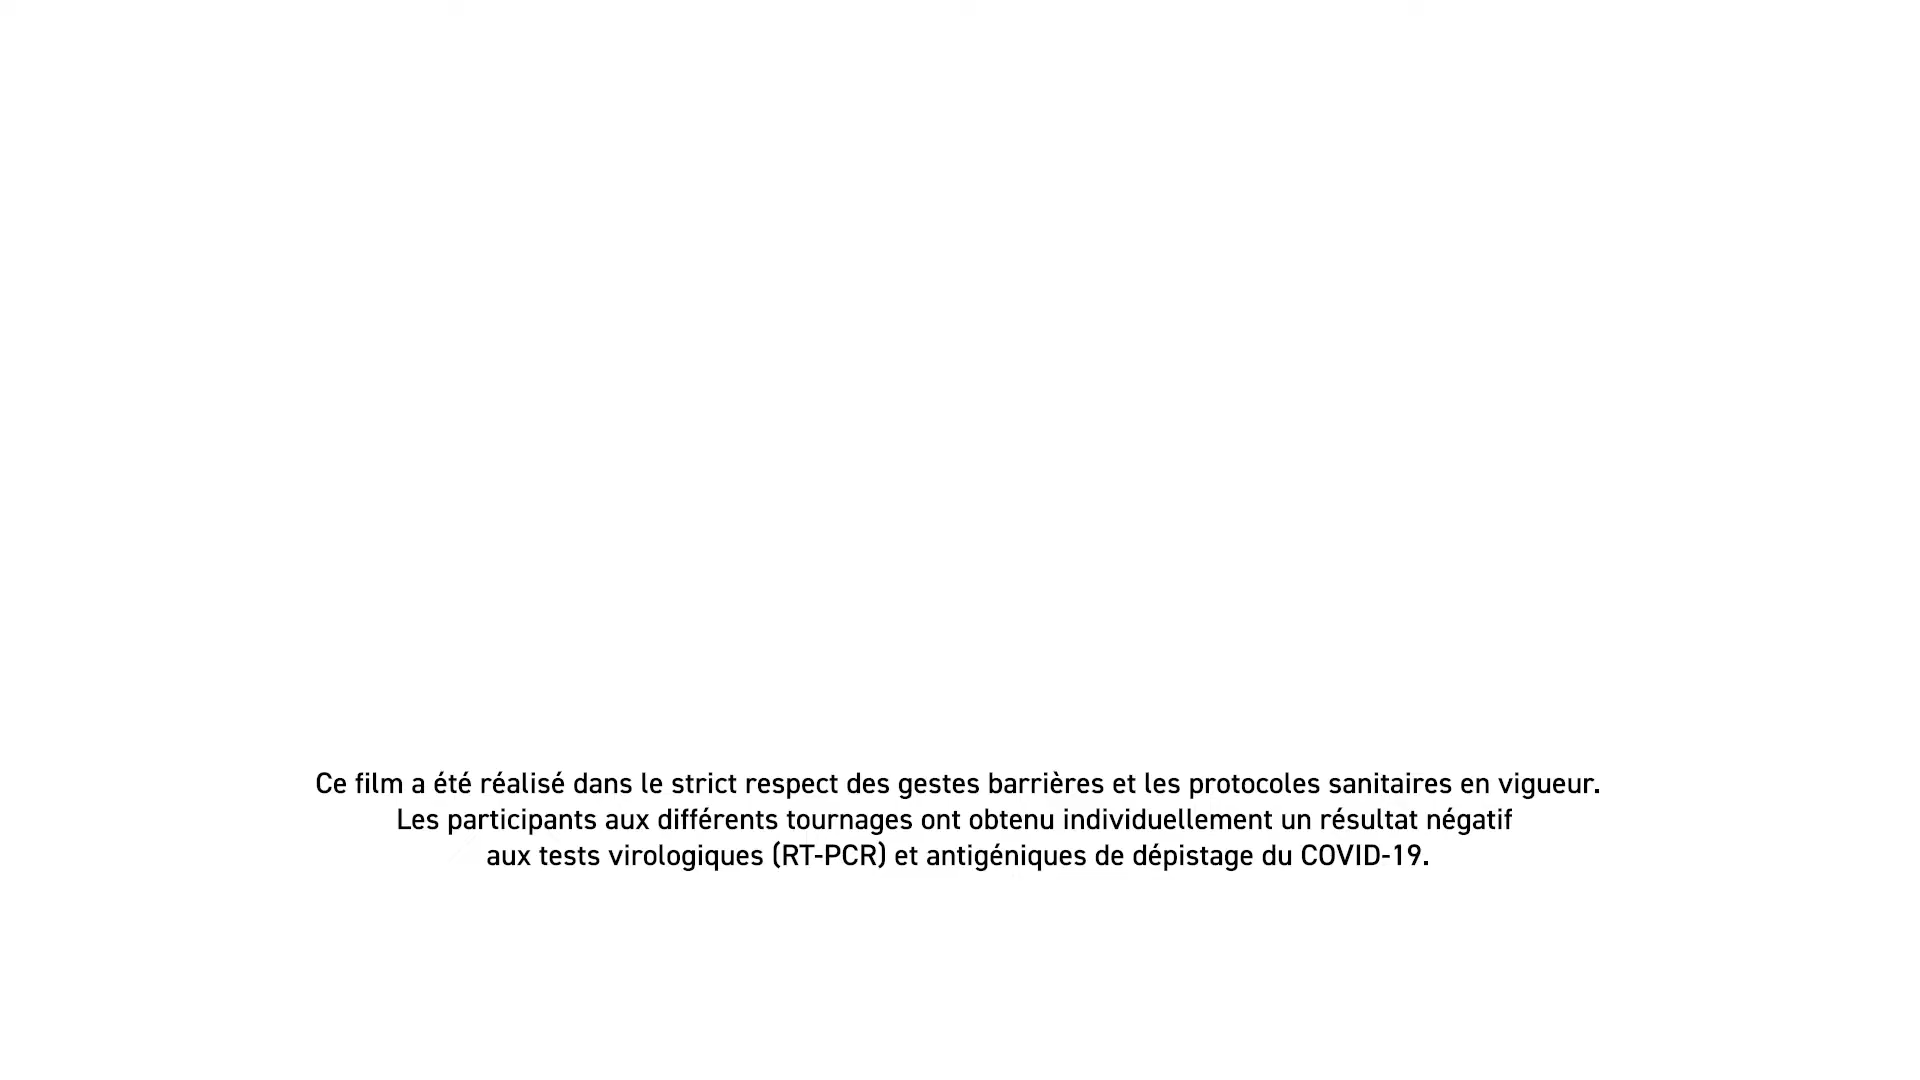 Ce film a été réalisé dans le strict respect des gestes barrières et les protocoles sanitaires en vigueur.
Les participants aux différents tournages ont obtenu individuellement un résultat négatif
aux tests virologiques (RT-PCR) et antigéniques de dépistage du COVID-19.